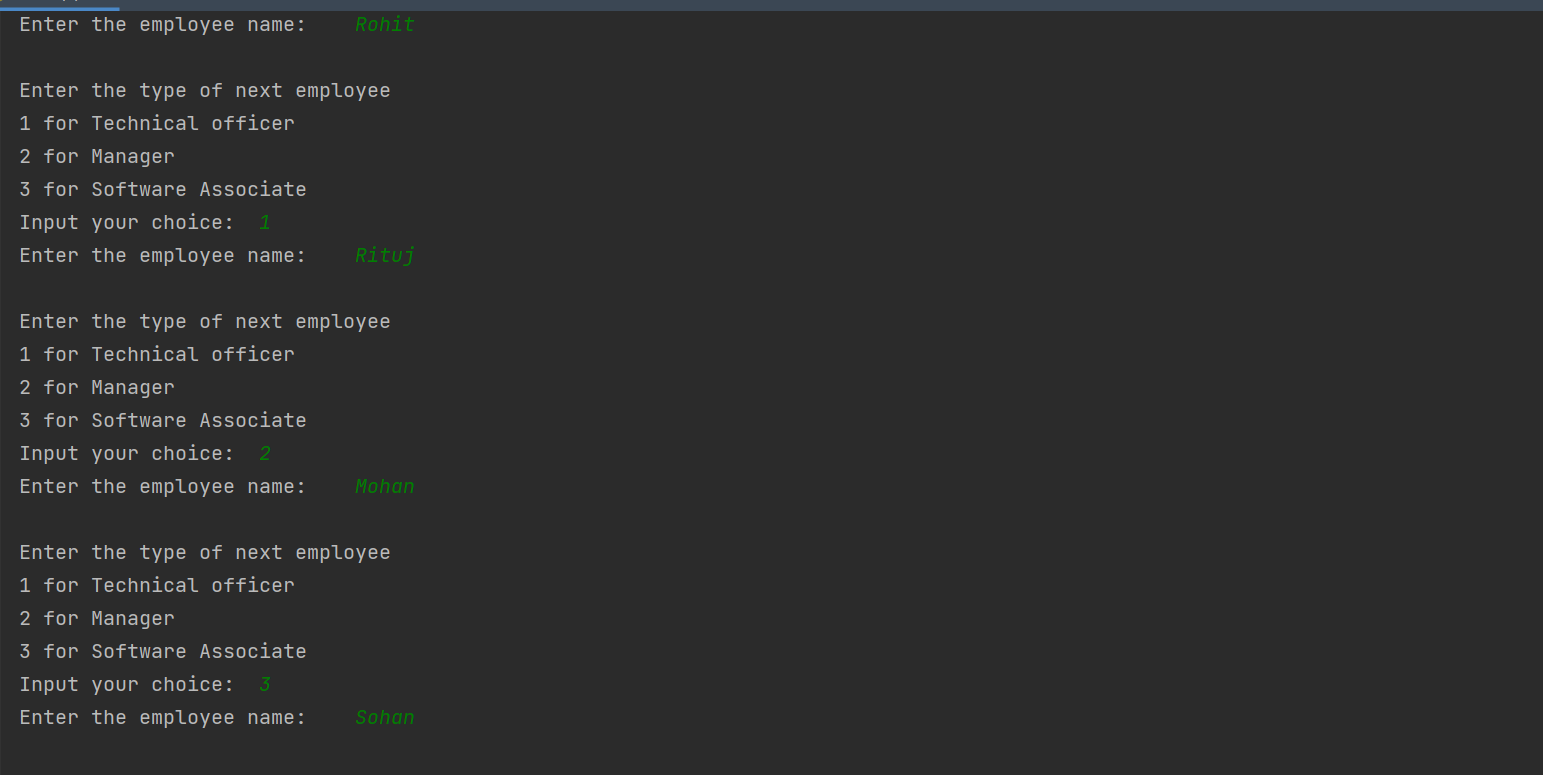 Enter the employee name:    Rohit
Enter the type of next employee
1 for Technical officer
2 for Manager
3 for Software Associate
Input your choice:  1
Enter the employee name:    Rituj
Enter the type of next employee
1 for Technical officer
2 for Manager
3 for Software Associate
Input your choice:  2
Enter the employee name:    Mohan
Enter the type of next employee
1 for Technical officer
2 for Manager
3 for Software Associate
Input your choice:  3
Enter the employee name:    Sohan